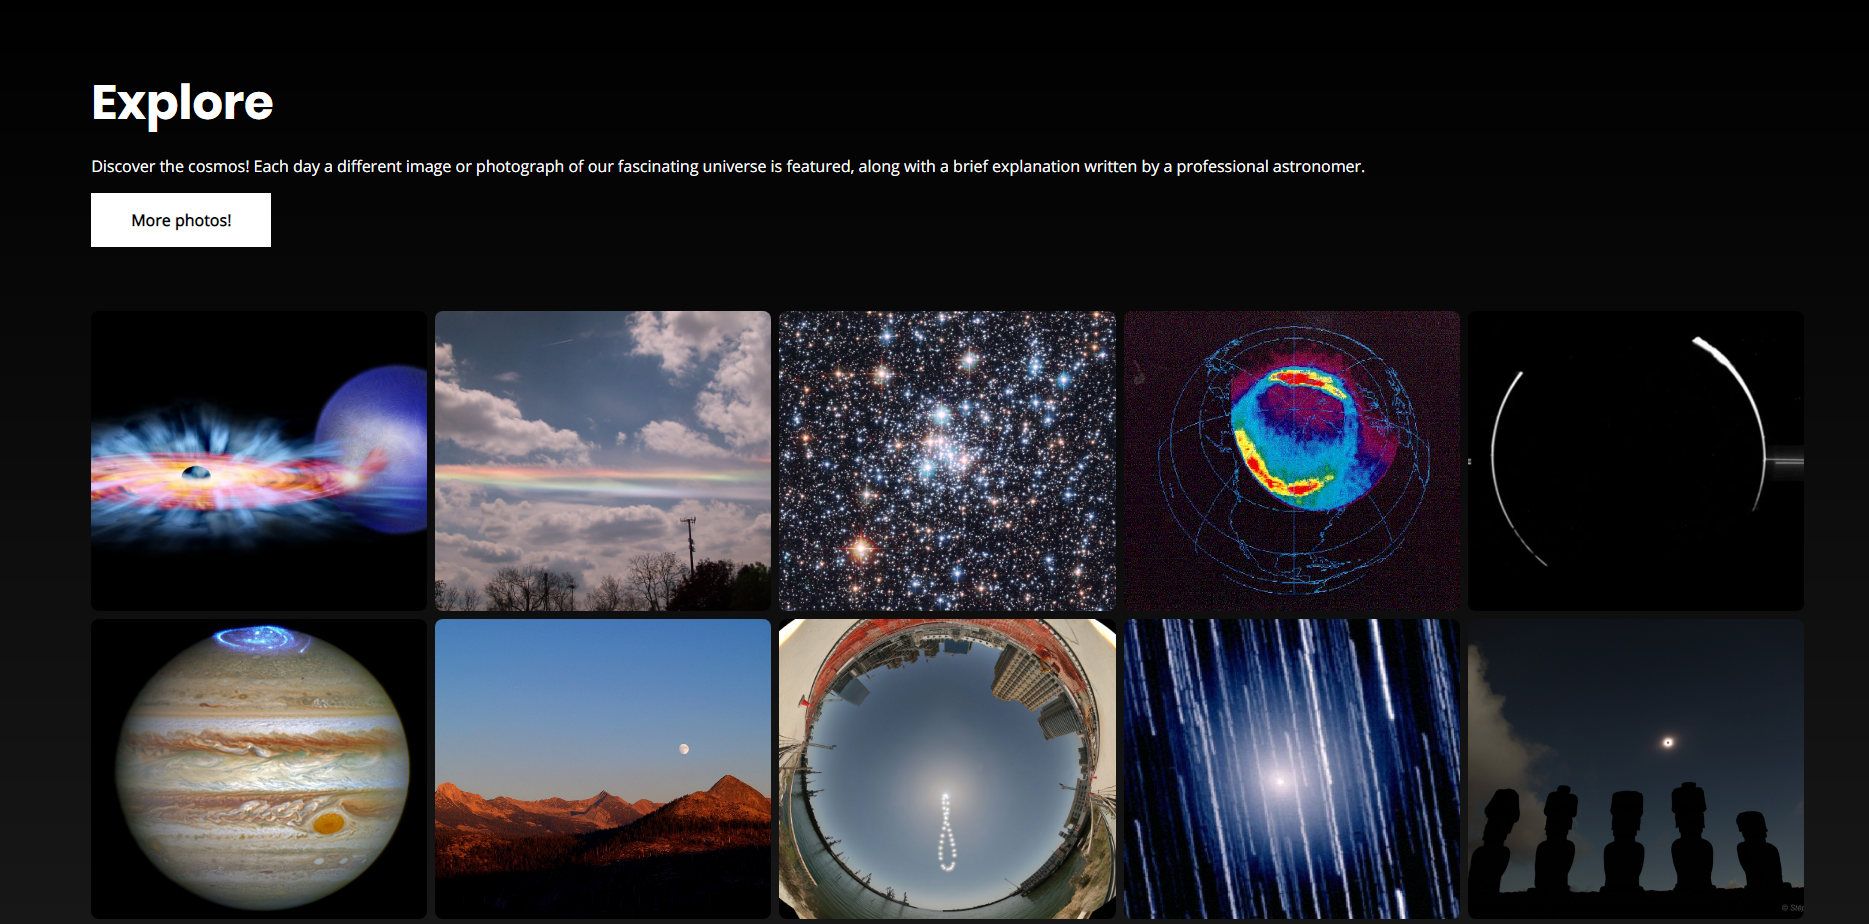 Explore
Discover the cosmos! Each day a different image or photograph of our fascinating universe is featured, along with a brief explanation written by a professional astronomer.
More photos!